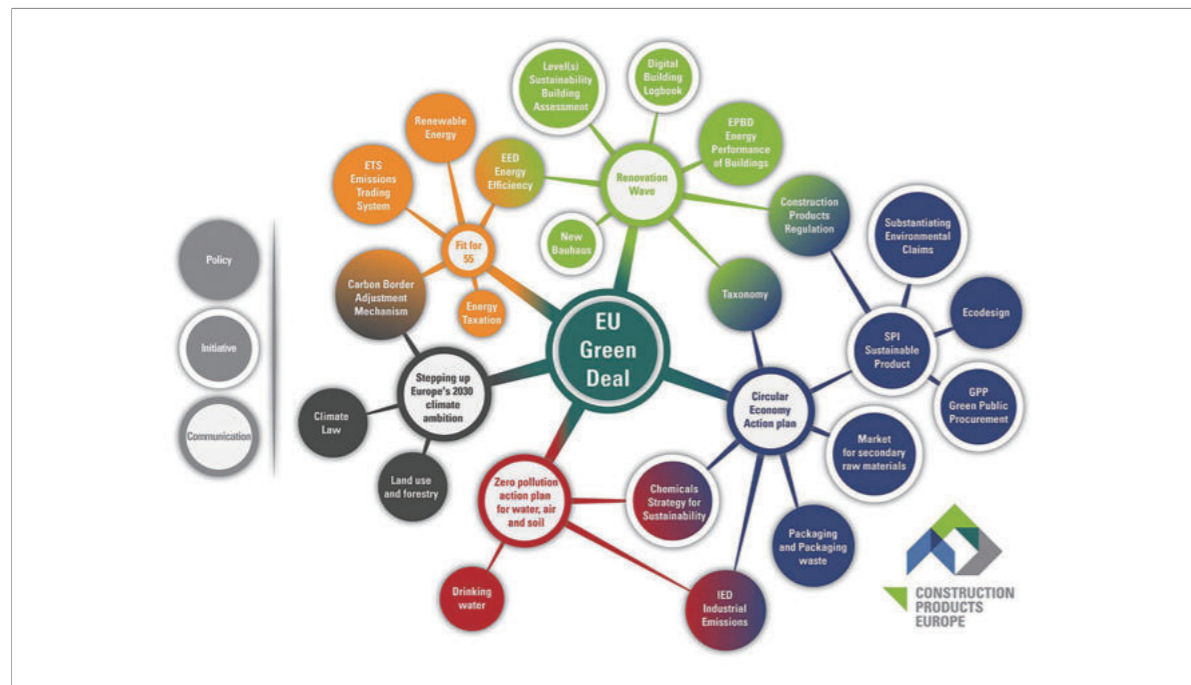 Level(s)
Sustainability
Building
Assessment
Digital
Building
Logbook
Renewable
Energy
EPBD
Energy
Performance
of Buildings
ETS
Emissions
Trading
System
EED
Energy
Efficiency
Renovation
Wave
Construction
Products
Regulation
Substantiating
Environmental
Claims
New
Bauhaus
Fit for
55
Policy
Carbon Border
Adjustment
Mechanism
Energy
Taxation
Taxonomy
Ecodesign
EU
Green
Deal
Initiative
SPI
Sustainable
Product
Stepping up
Europe's 2030
climate
ambition
Circular
Economy
Action plan
GPP
Green Public
Procurement
Climate
Law
Communication
Market
for secondary
raw materials
Land use
and forestry
Zero pollution
action plan
for water, air
and soil
Chemicals
Strategy for
Sustainability
Packaging
and Packaging
waste
Drinking
water
IED
Industrial
Emissions
CONSTRUCTION
PRODUCTS
EUROPE